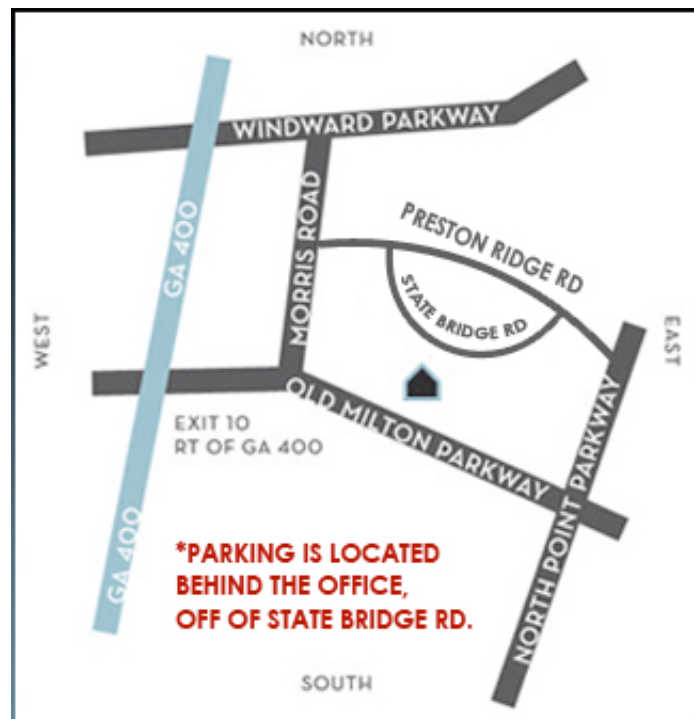 NORTH
WINDWARD PARKWAY
GA 400
MORRIS ROAD
PRESTON RIDGE RD
STATE BRIDGE RD
WEST
EAST
OLD MILTON PARKWAY
EXIT 10
RT OF GA 400
NORTH POINT PARKWAY
GA 400
*PARKING IS LOCATED
BEHIND THE OFFICE,
OFF OF STATE BRIDGE RD.
SOUTH